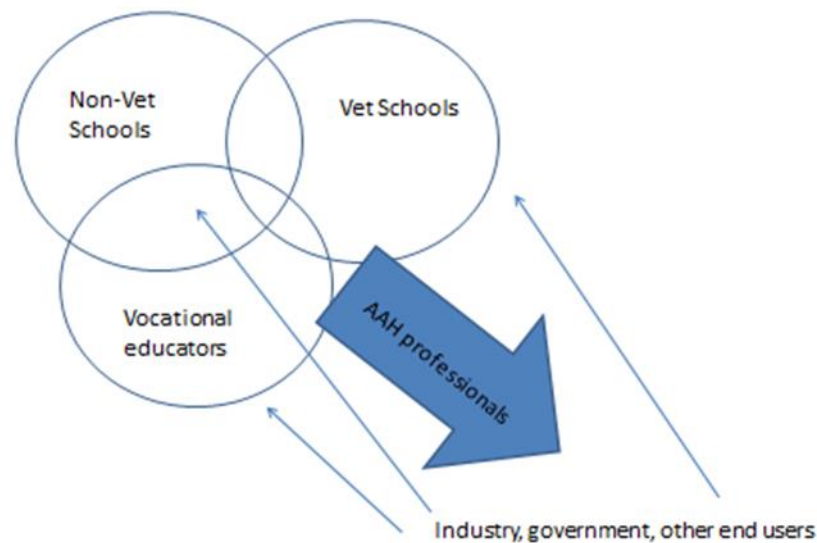 Non-Vet
Schools
Vet Schools
Vocational
educators
AAH professionals
Industry, government, other end users